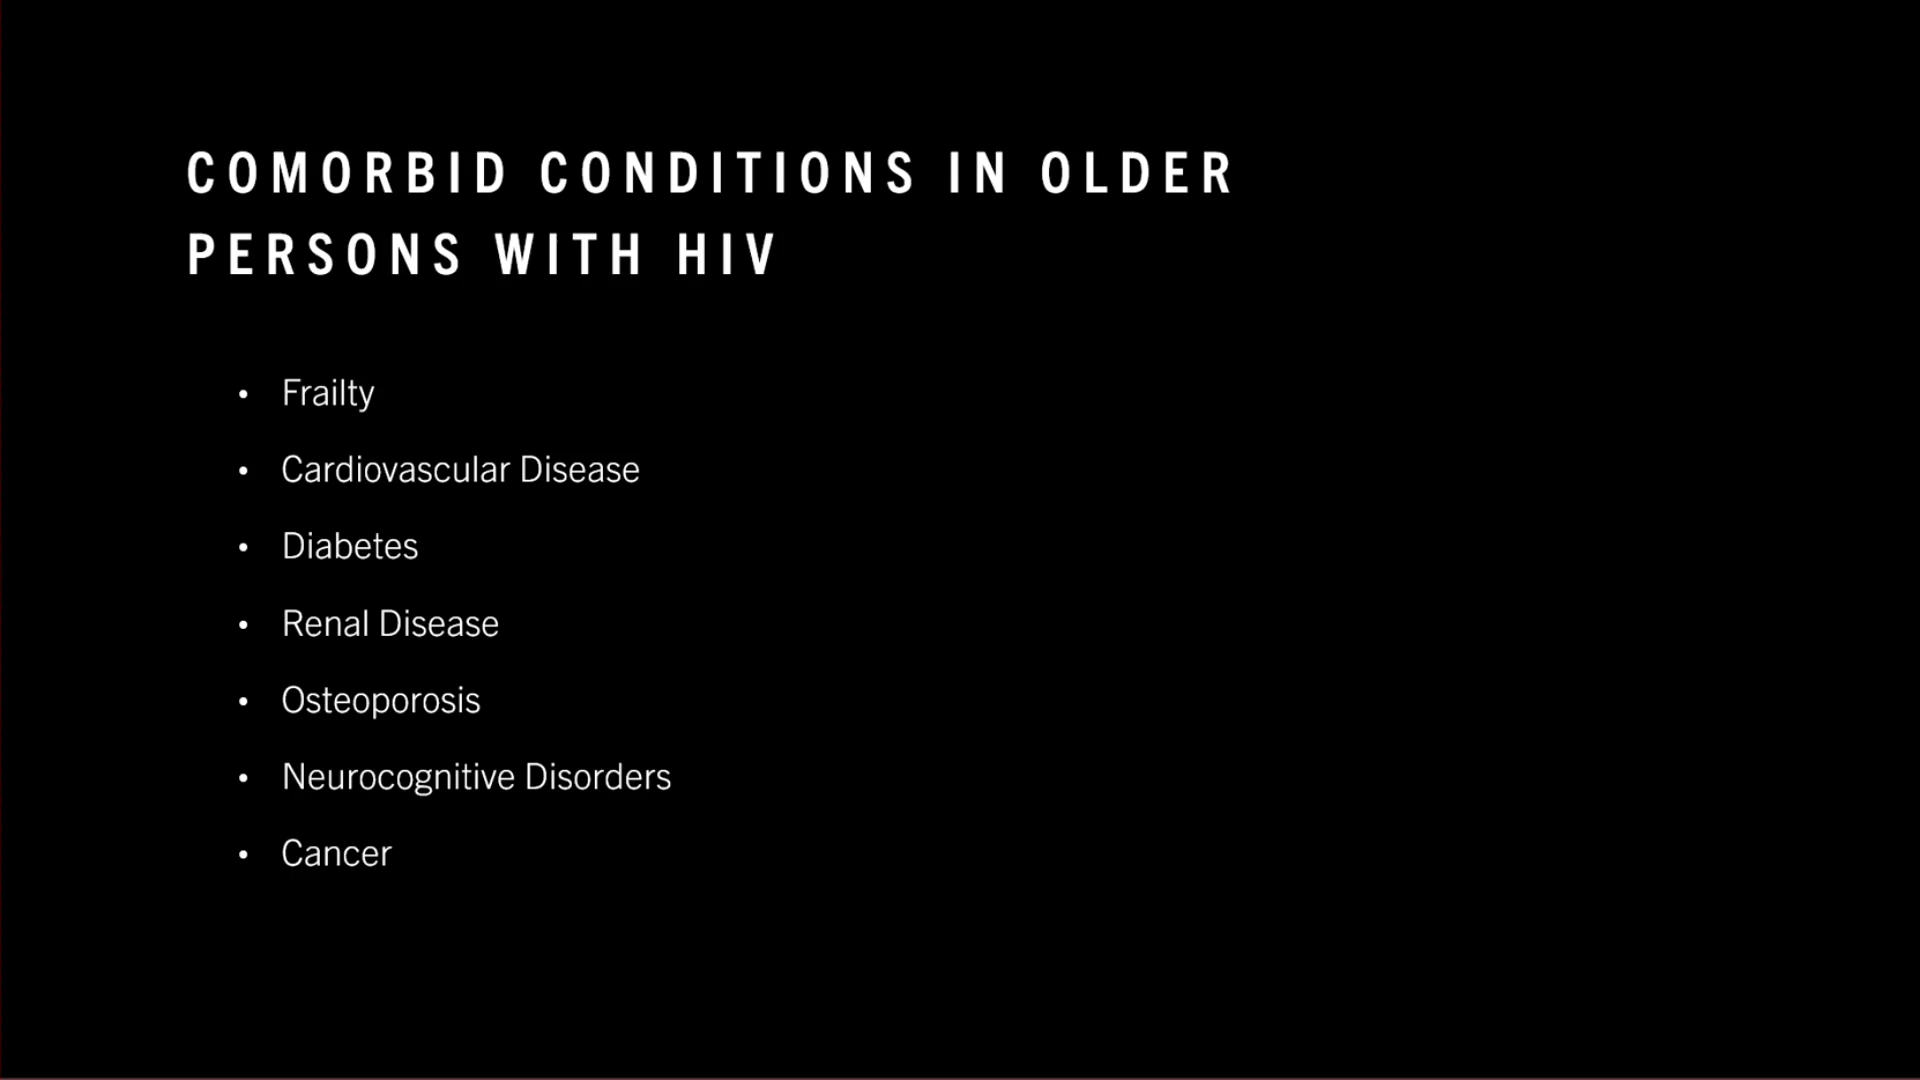 COMORBID CONDITIONS IN OLDER
PERSONS WITH HIV
• Frailty
• Cardiovascular Disease
• Diabetes
• Renal Disease
• Osteoporosis
• Neurocognitive Disorders
• Cancer